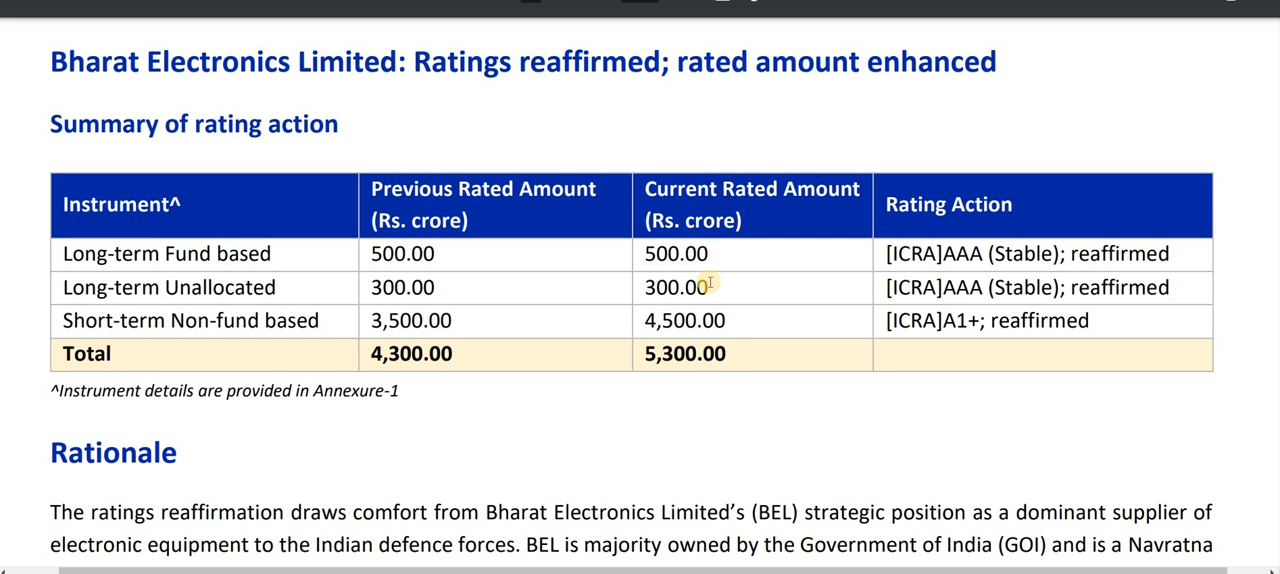 Bharat Electronics Limited: Ratings reaffirmed; rated amount enhanced
Summary of rating action
Instrument^ Previous Rated Amount (Rs. crore) Current Rated Amount (Rs. crore) Rating Action
Long-term Fund based 500.00 500.00 [ICRA]AAA (Stable); reaffirmed
Long-term Unallocated 300.00 300.00 [ICRA]AAA (Stable); reaffirmed
Short-term Non-fund based 3,500.00 4,500.00 [ICRA]A1+; reaffirmed
Total 4,300.00 5,300.00
^Instrument details are provided in Annexure-1
Rationale
The ratings reaffirmation draws comfort from Bharat Electronics Limited's (BEL) strategic position as a dominant supplier of
electronic equipment to the Indian defence forces. BEL is majority owned by the Government of India (GOI) and is a Navratna